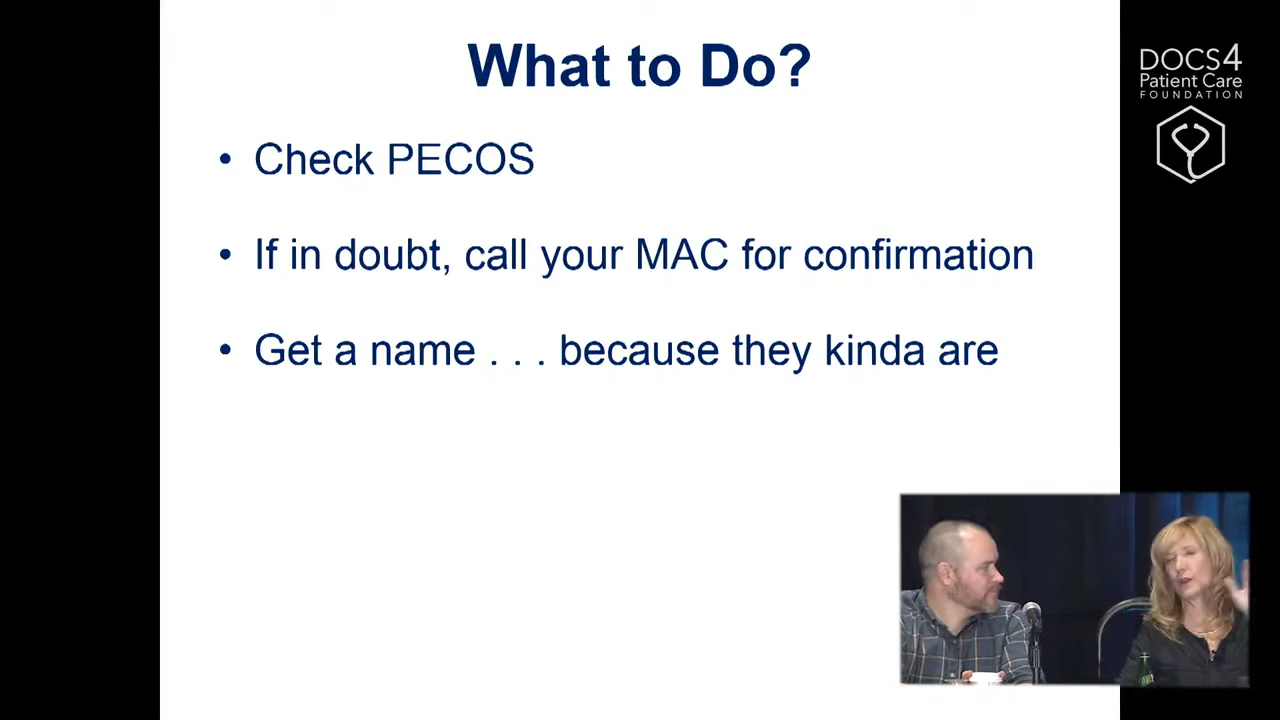 What to Do?
• Check PECOS
• If in doubt, call your MAC for confirmation
• Get a name . . . because they kinda are
DOCS4
Patient Care
FOUNDATION